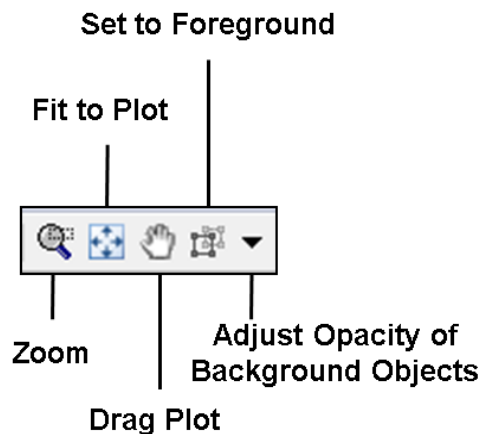 Set to Foreground
Fit to Plot
Zoom
Adjust Opacity of
Background Objects
Drag Plot